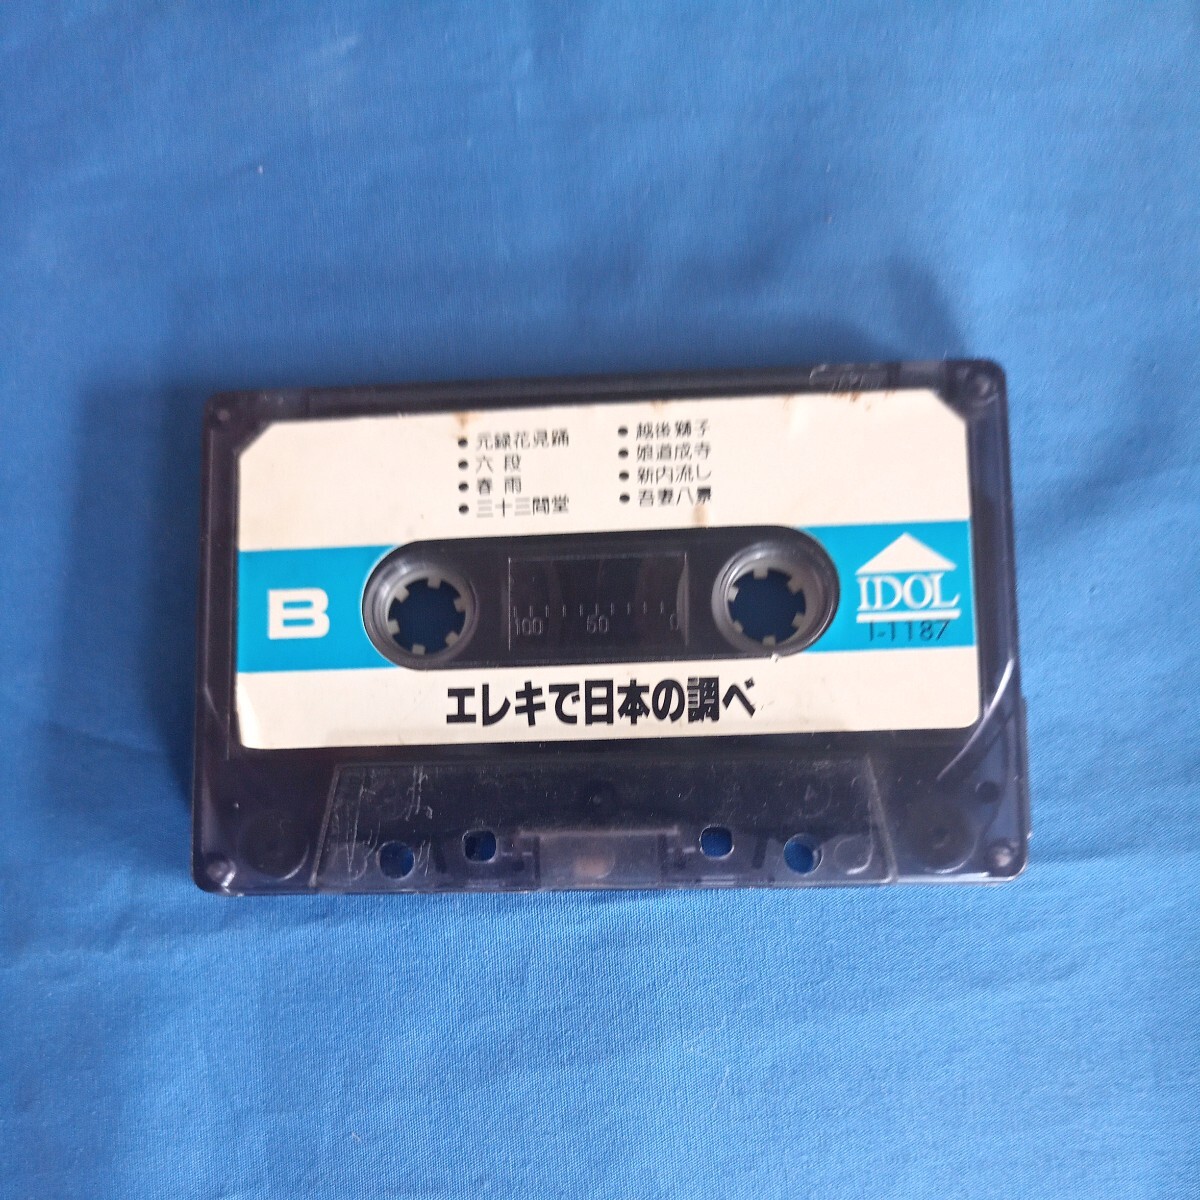 • 元録花見踊
• 六段
• 春雨
• 三十三間堂
• 越後獅子
• 娘道成寺
• 新内流し
• 吾妻八景
B
100 50 0
IDOL
I-1187
エレキで日本の調べ